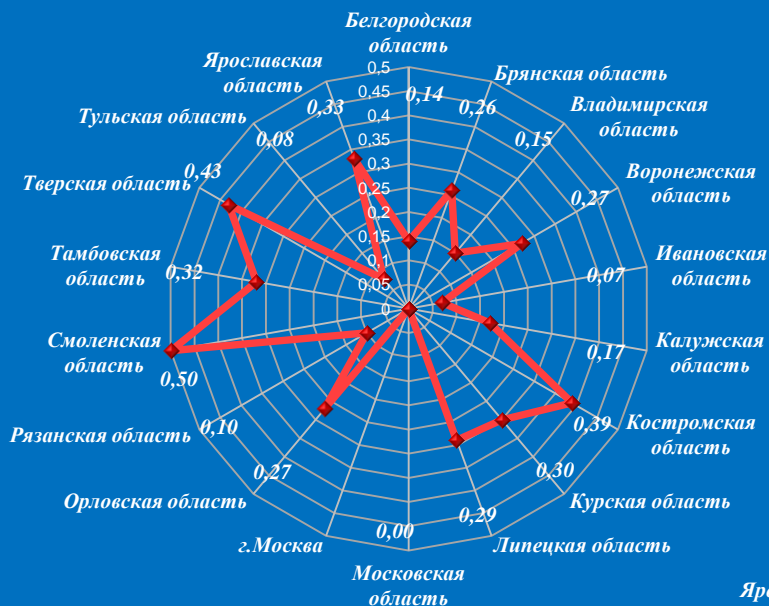 Белгородская
область
0,14
Брянская область
0,26
Владимирская
область
0,15
Воронежская
область
0,27
Ивановская
область
0,07
Калужская
область
0,17
Костромская
область
0,39
Курская область
0,30
Липецкая область
0,29
Московская
область
0,00
г.Москва
Орловская область
0,27
Рязанская область
0,10
Смоленская
область
0,50
Тамбовская
область
0,32
Тверская область
0,43
Тульская область
0,08
Ярославская
область
0,33
0,5
0,45
0,4
0,35
0,3
0,25
0,2
0,15
0,1
0,05
0